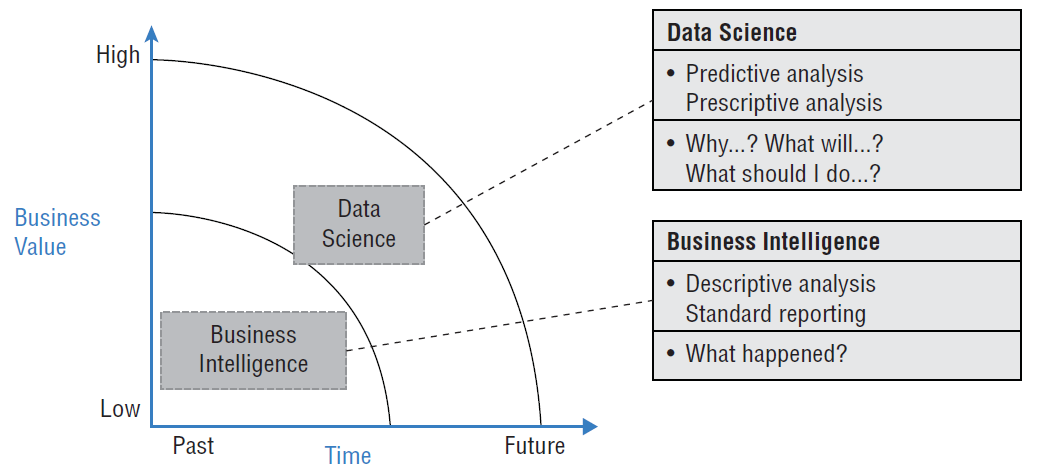 High
Business
Value
Low
Past
Time
Future
Data
Science
Business
Intelligence
Data Science
• Predictive analysis
Prescriptive analysis
• Why...? What will...?
What should I do...?
Business Intelligence
• Descriptive analysis
Standard reporting
• What happened?